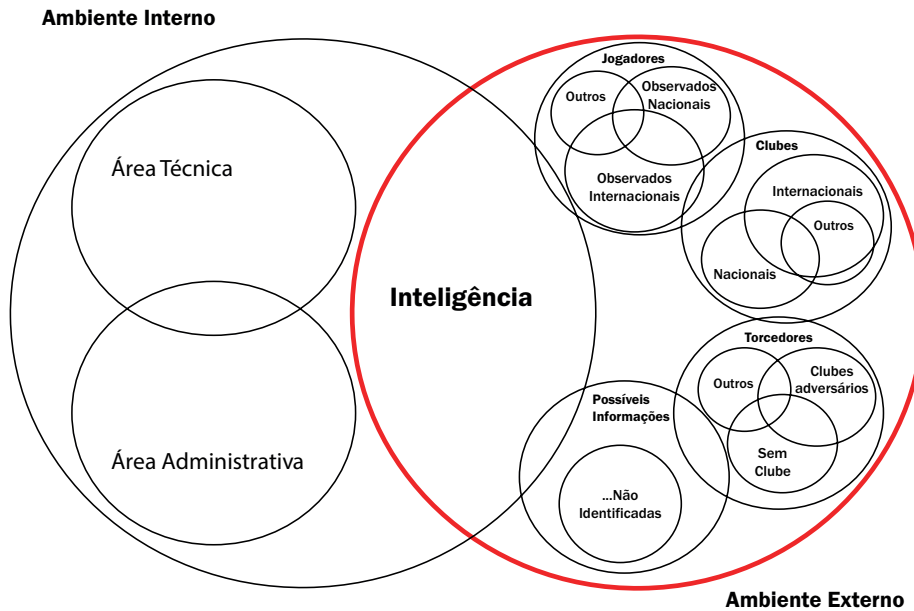 Ambiente Interno
Área Técnica
Área Administrativa
Inteligência
Jogadores
Outros
Observados
Nacionais
Observados
Internacionais
Clubes
Internacionais
Outros
Nacionais
Torcedores
Outros
Clubes
adversários
Sem
Clube
Possíveis
Informações
...Não
Identificadas
Ambiente Externo